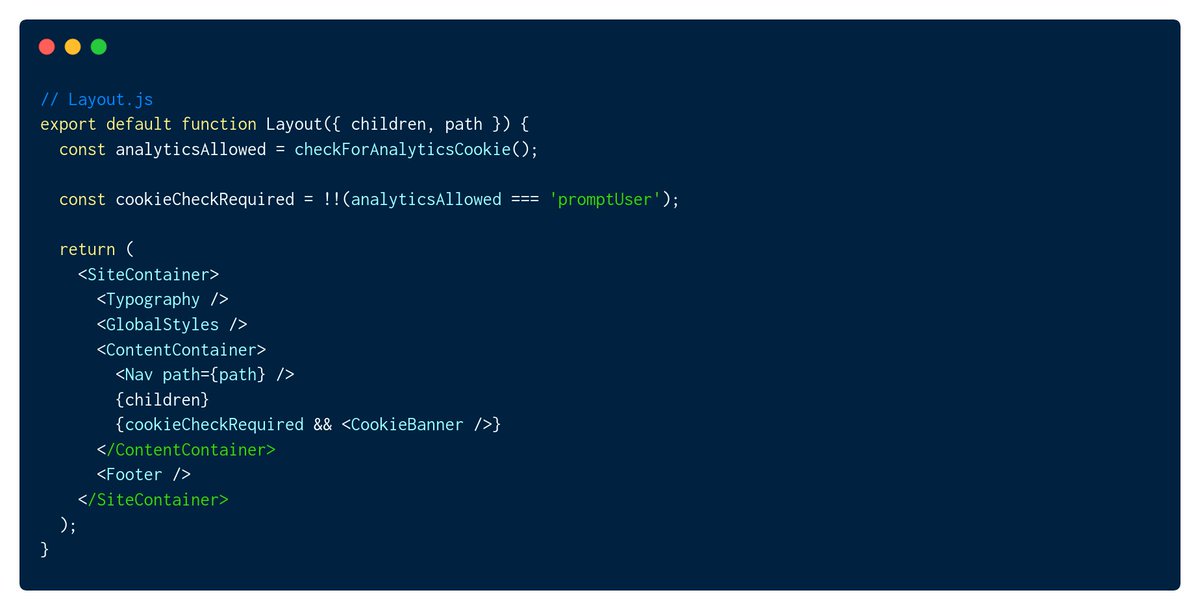 // Layout.js
export default function Layout({ children, path }) {
  const analyticsAllowed = checkForAnalyticsCookie();
  const cookieCheckRequired = !!(analyticsAllowed === 'promptUser');
  return (
    <SiteContainer>
      <Typography />
      <GlobalStyles />
      <ContentContainer>
        <Nav path={path} />
        {children}
        {cookieCheckRequired && <CookieBanner />}
      </ContentContainer>
      <Footer />
    </SiteContainer>
  );
}